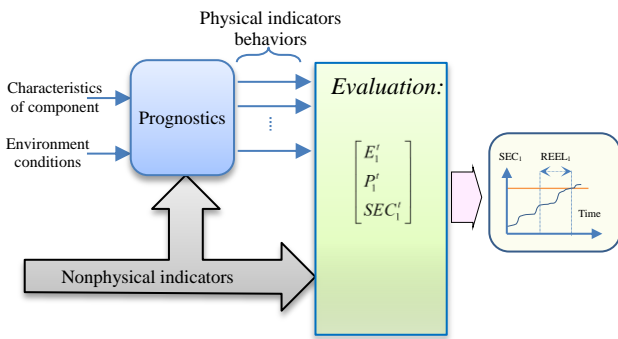 Physical indicators
behaviors
Characteristics
of component
Prognostics
Environment
conditions
Nonphysical indicators
Evaluation:
E₁ᵗ
P₁ᵗ
SEC₁ᵗ
SEC₁
REEL₁
Time